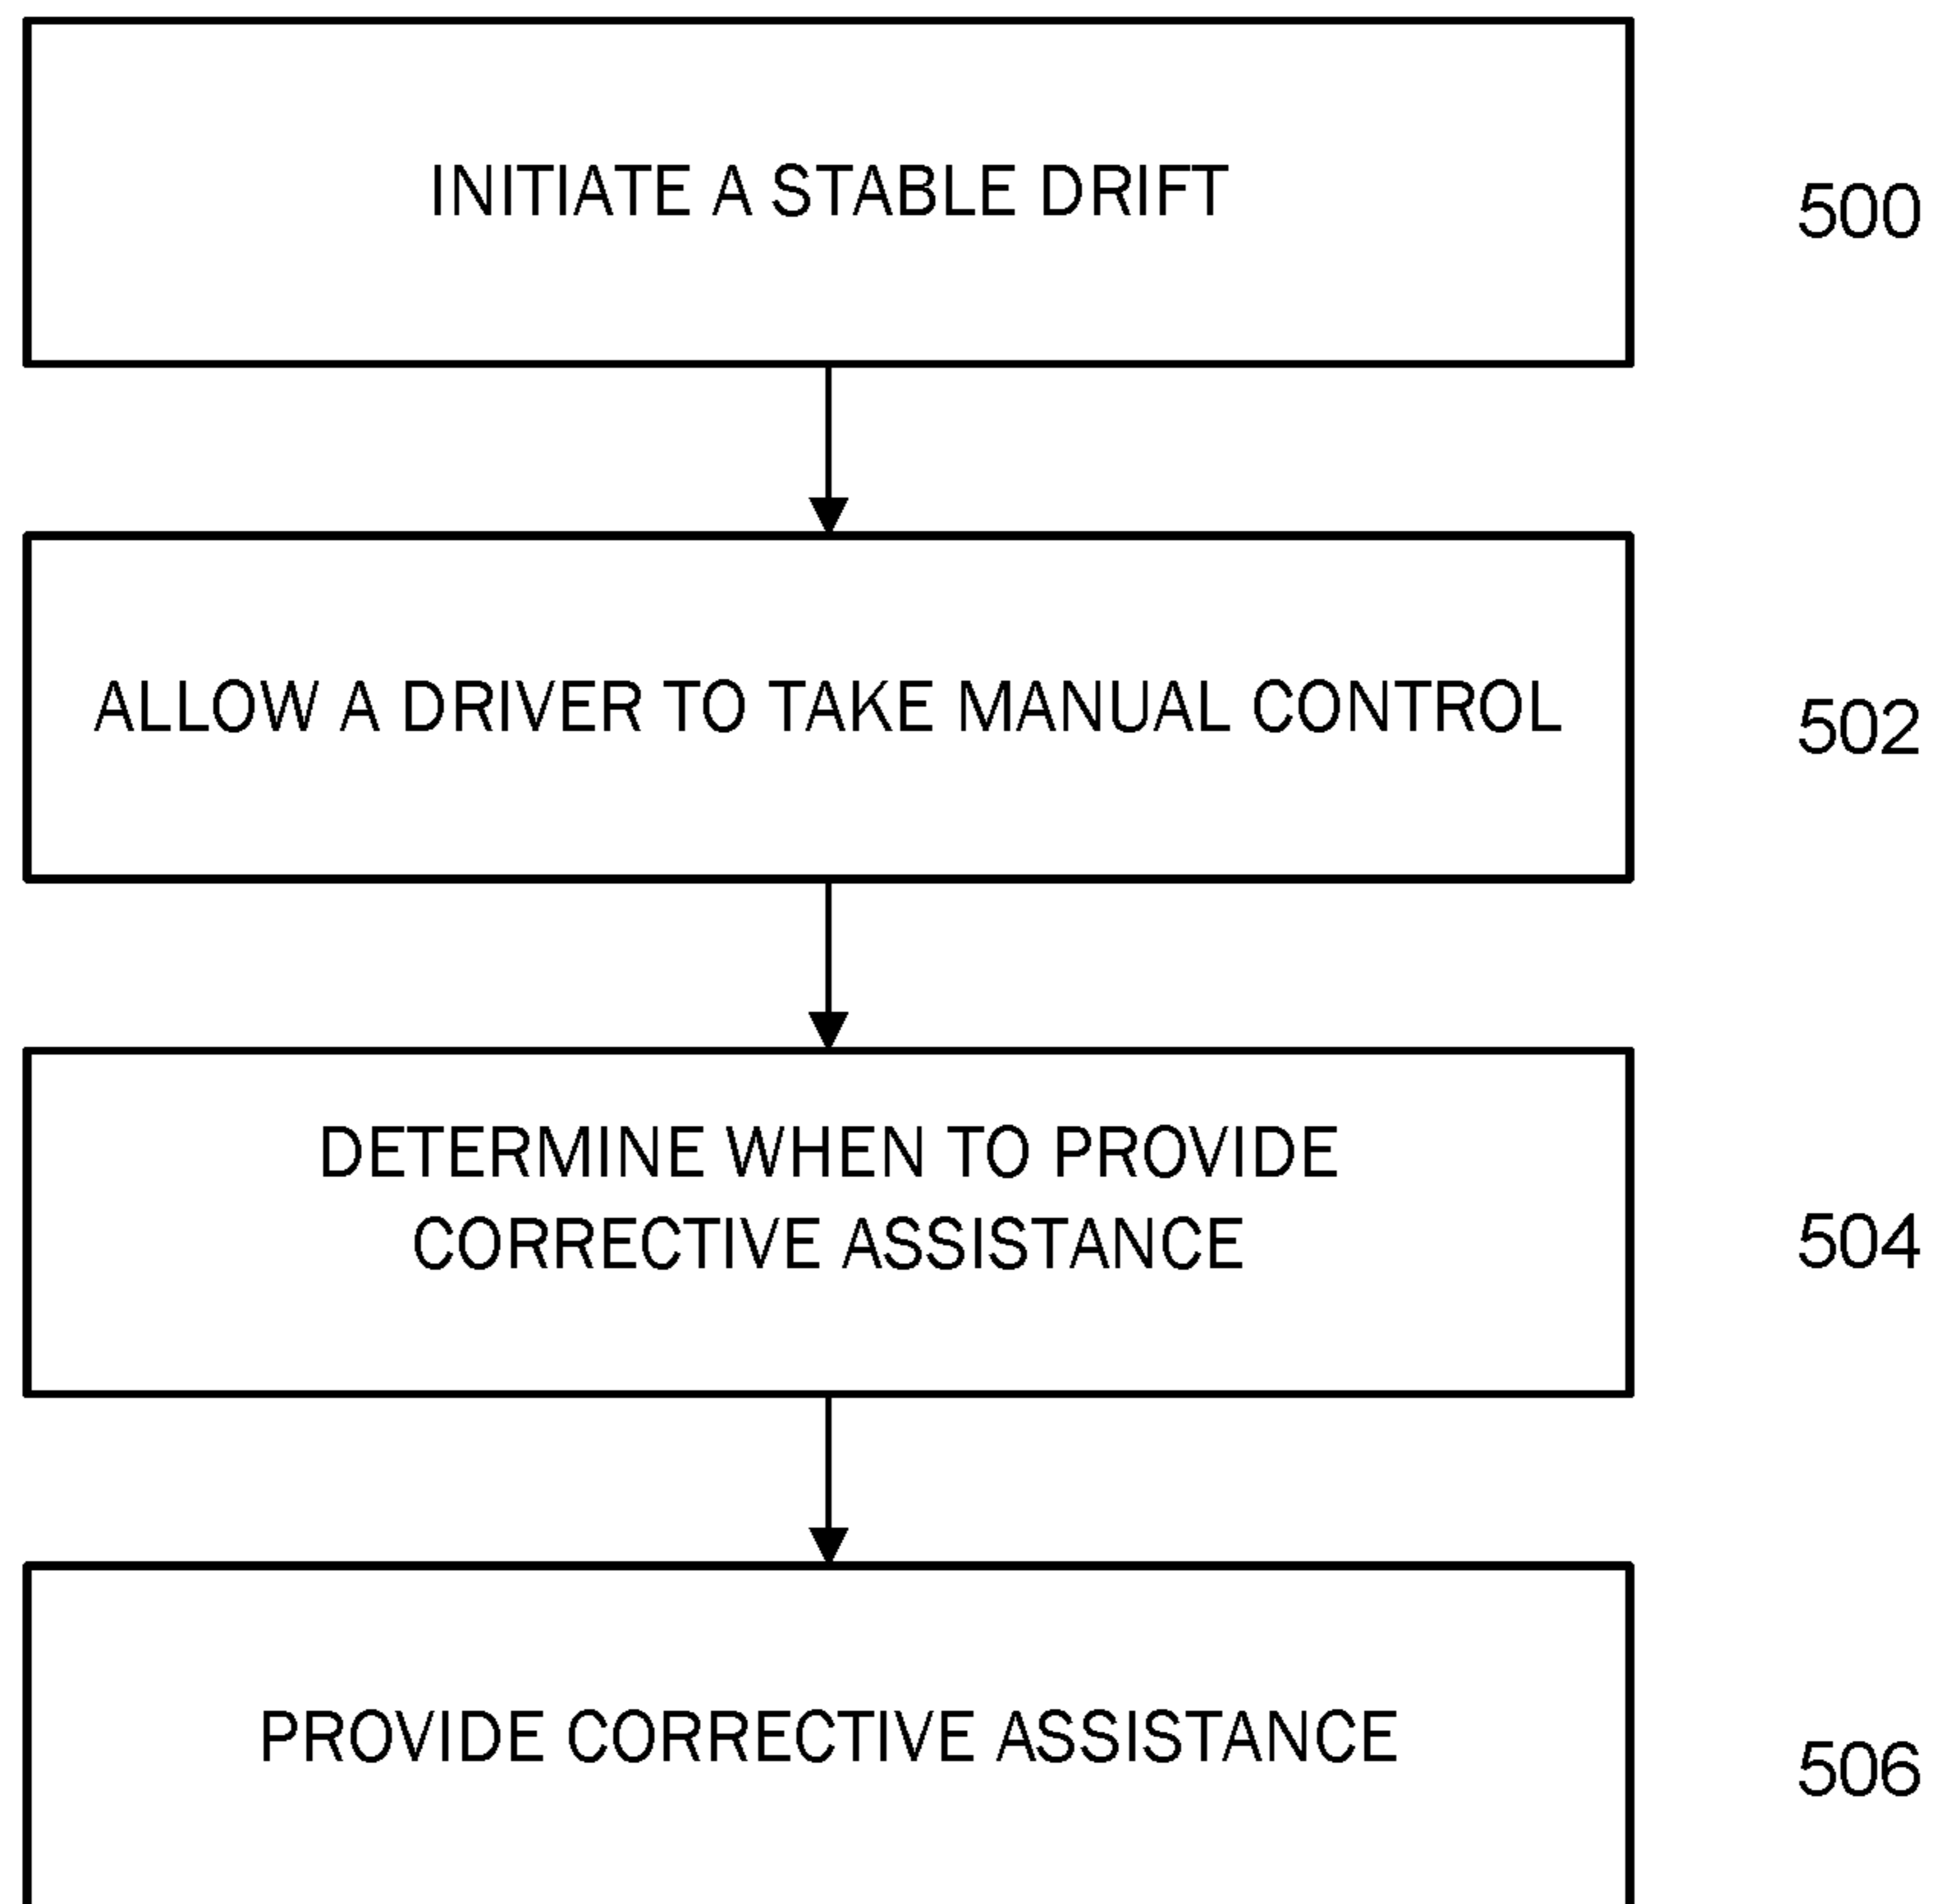 INITIATE A STABLE DRIFT
500
ALLOW A DRIVER TO TAKE MANUAL CONTROL
502
DETERMINE WHEN TO PROVIDE
CORRECTIVE ASSISTANCE
504
PROVIDE CORRECTIVE ASSISTANCE
506